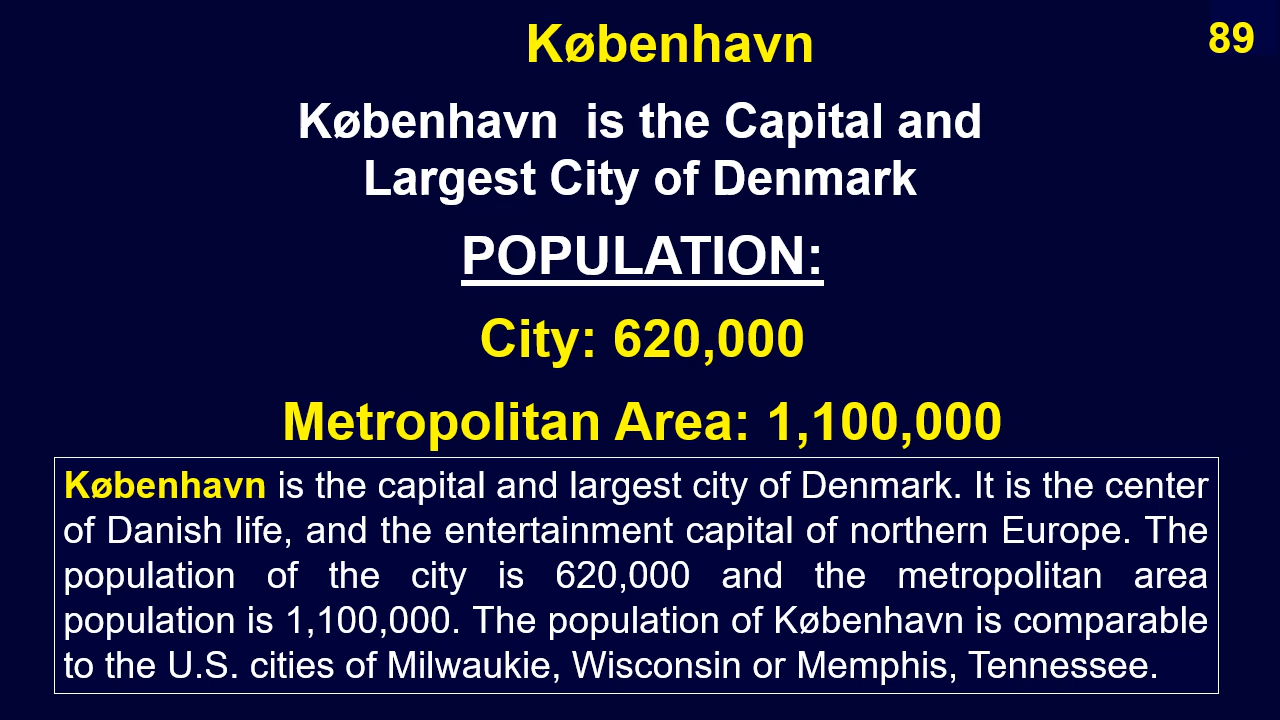 København
89
København  is the Capital and
Largest City of Denmark
POPULATION:
City: 620,000
Metropolitan Area: 1,100,000
København is the capital and largest city of Denmark. It is the center
of Danish life, and the entertainment capital of northern Europe. The
population of the city is 620,000 and the metropolitan area
population is 1,100,000. The population of København is comparable
to the U.S. cities of Milwaukie, Wisconsin or Memphis, Tennessee.